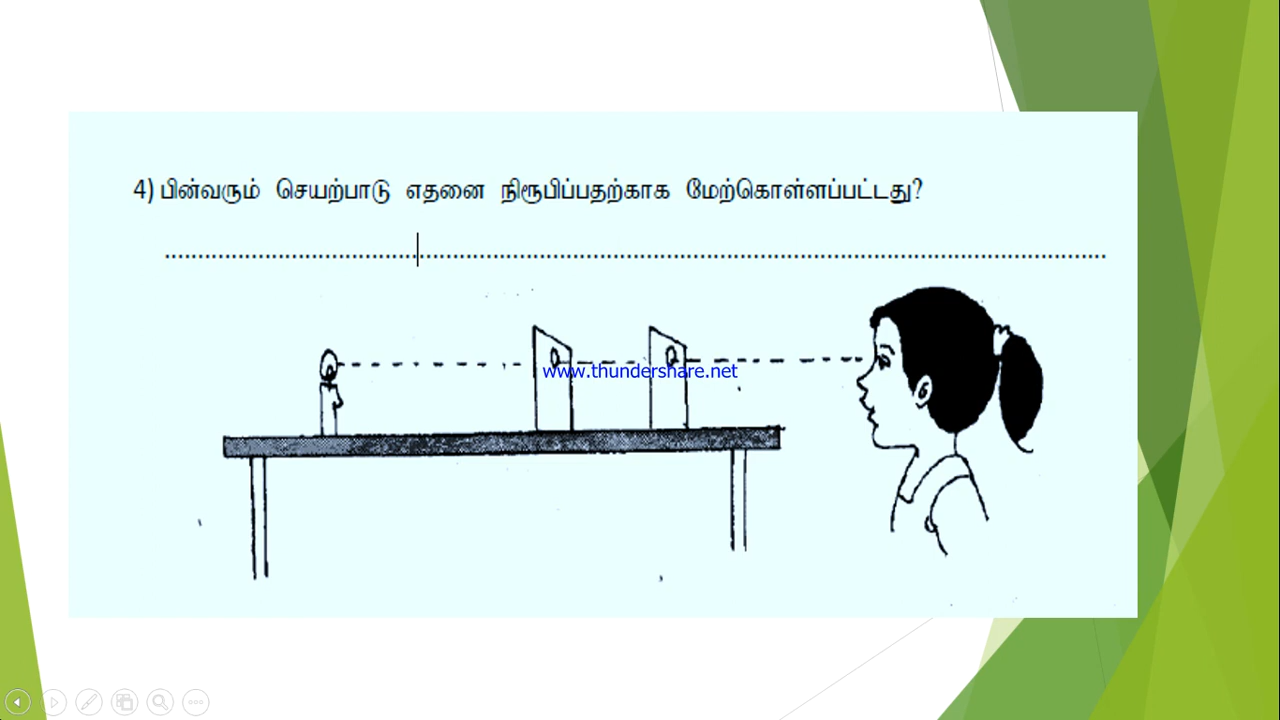 4) பின்வரும் செயற்பாடு எதனை நிரூபிப்பதற்காக மேற்கொள்ளப்பட்டது?
www.thundershare.net